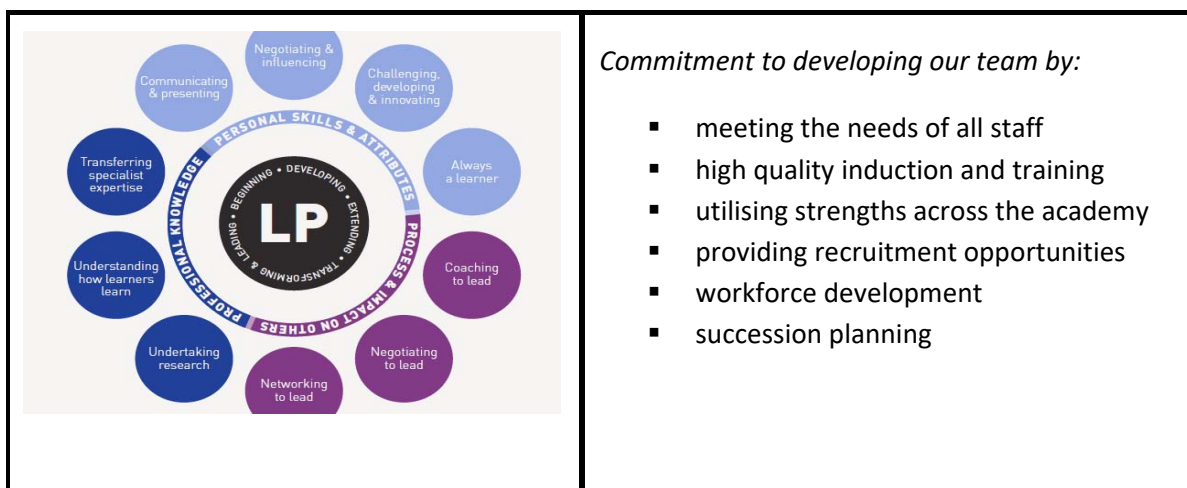 Negotiating &
influencing
Communicating
& presenting
Challenging,
developing
& innovating
Transferring
specialist
expertise
Always
a learner
PERSONAL SKILLS & ATTRIBUTES
PROFESSIONAL KNOWLEDGE
PROCESS & IMPACT ON OTHERS
BEGINNING • DEVELOPING • EXTENDING • TRANSFORMING & LEADING •
LP
Understanding
how learners
learn
Coaching
to lead
Undertaking
research
Negotiating
to lead
Networking
to lead
Commitment to developing our team by:
▪ meeting the needs of all staff
▪ high quality induction and training
▪ utilising strengths across the academy
▪ providing recruitment opportunities
▪ workforce development
▪ succession planning